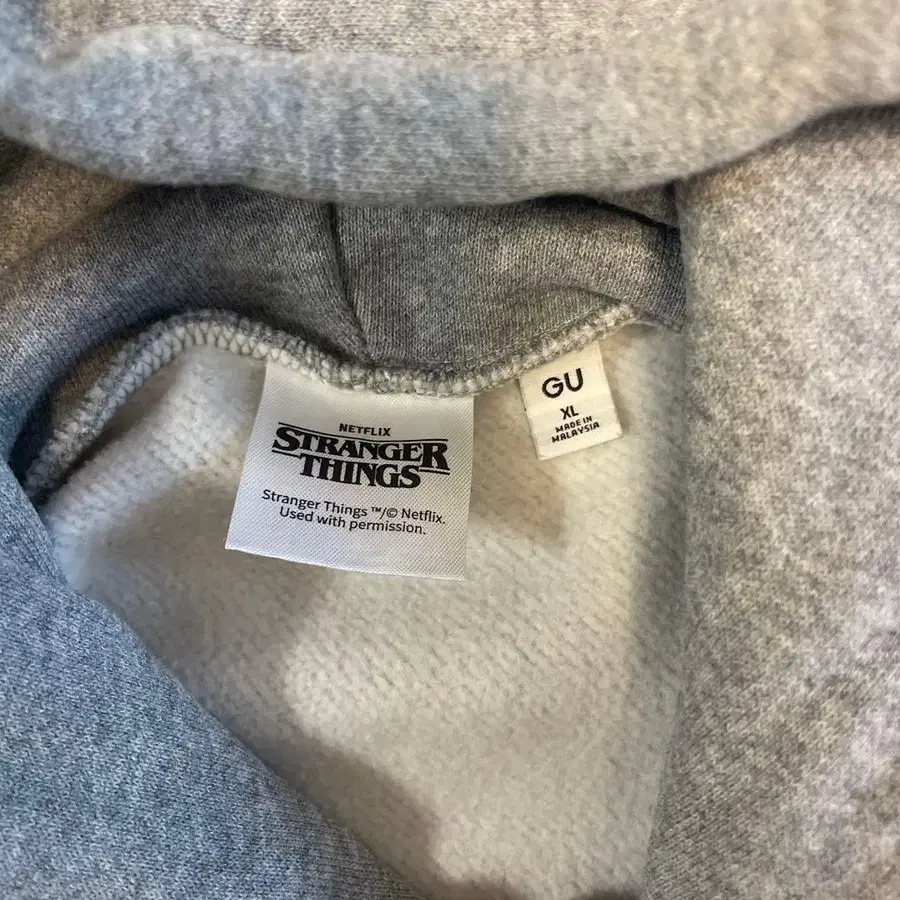 NETFLIX
STRANGER
THINGS
Stranger Things ™/© Netflix.
Used with permission.
GU
XL
MADE IN
MALAYSIA